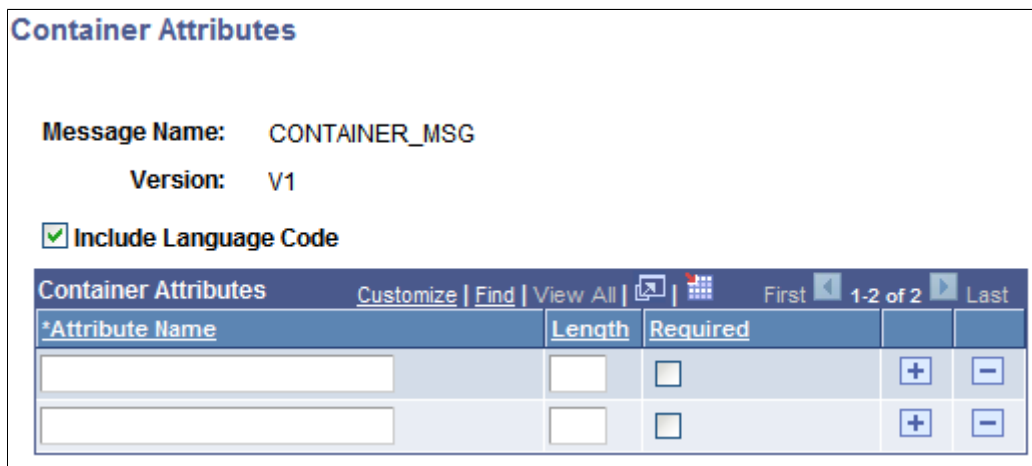 Container Attributes
Message Name: CONTAINER_MSG
Version: V1
Include Language Code
Container Attributes Customize | Find | View All | | First 1-2 of 2 Last
*Attribute Name Length Required